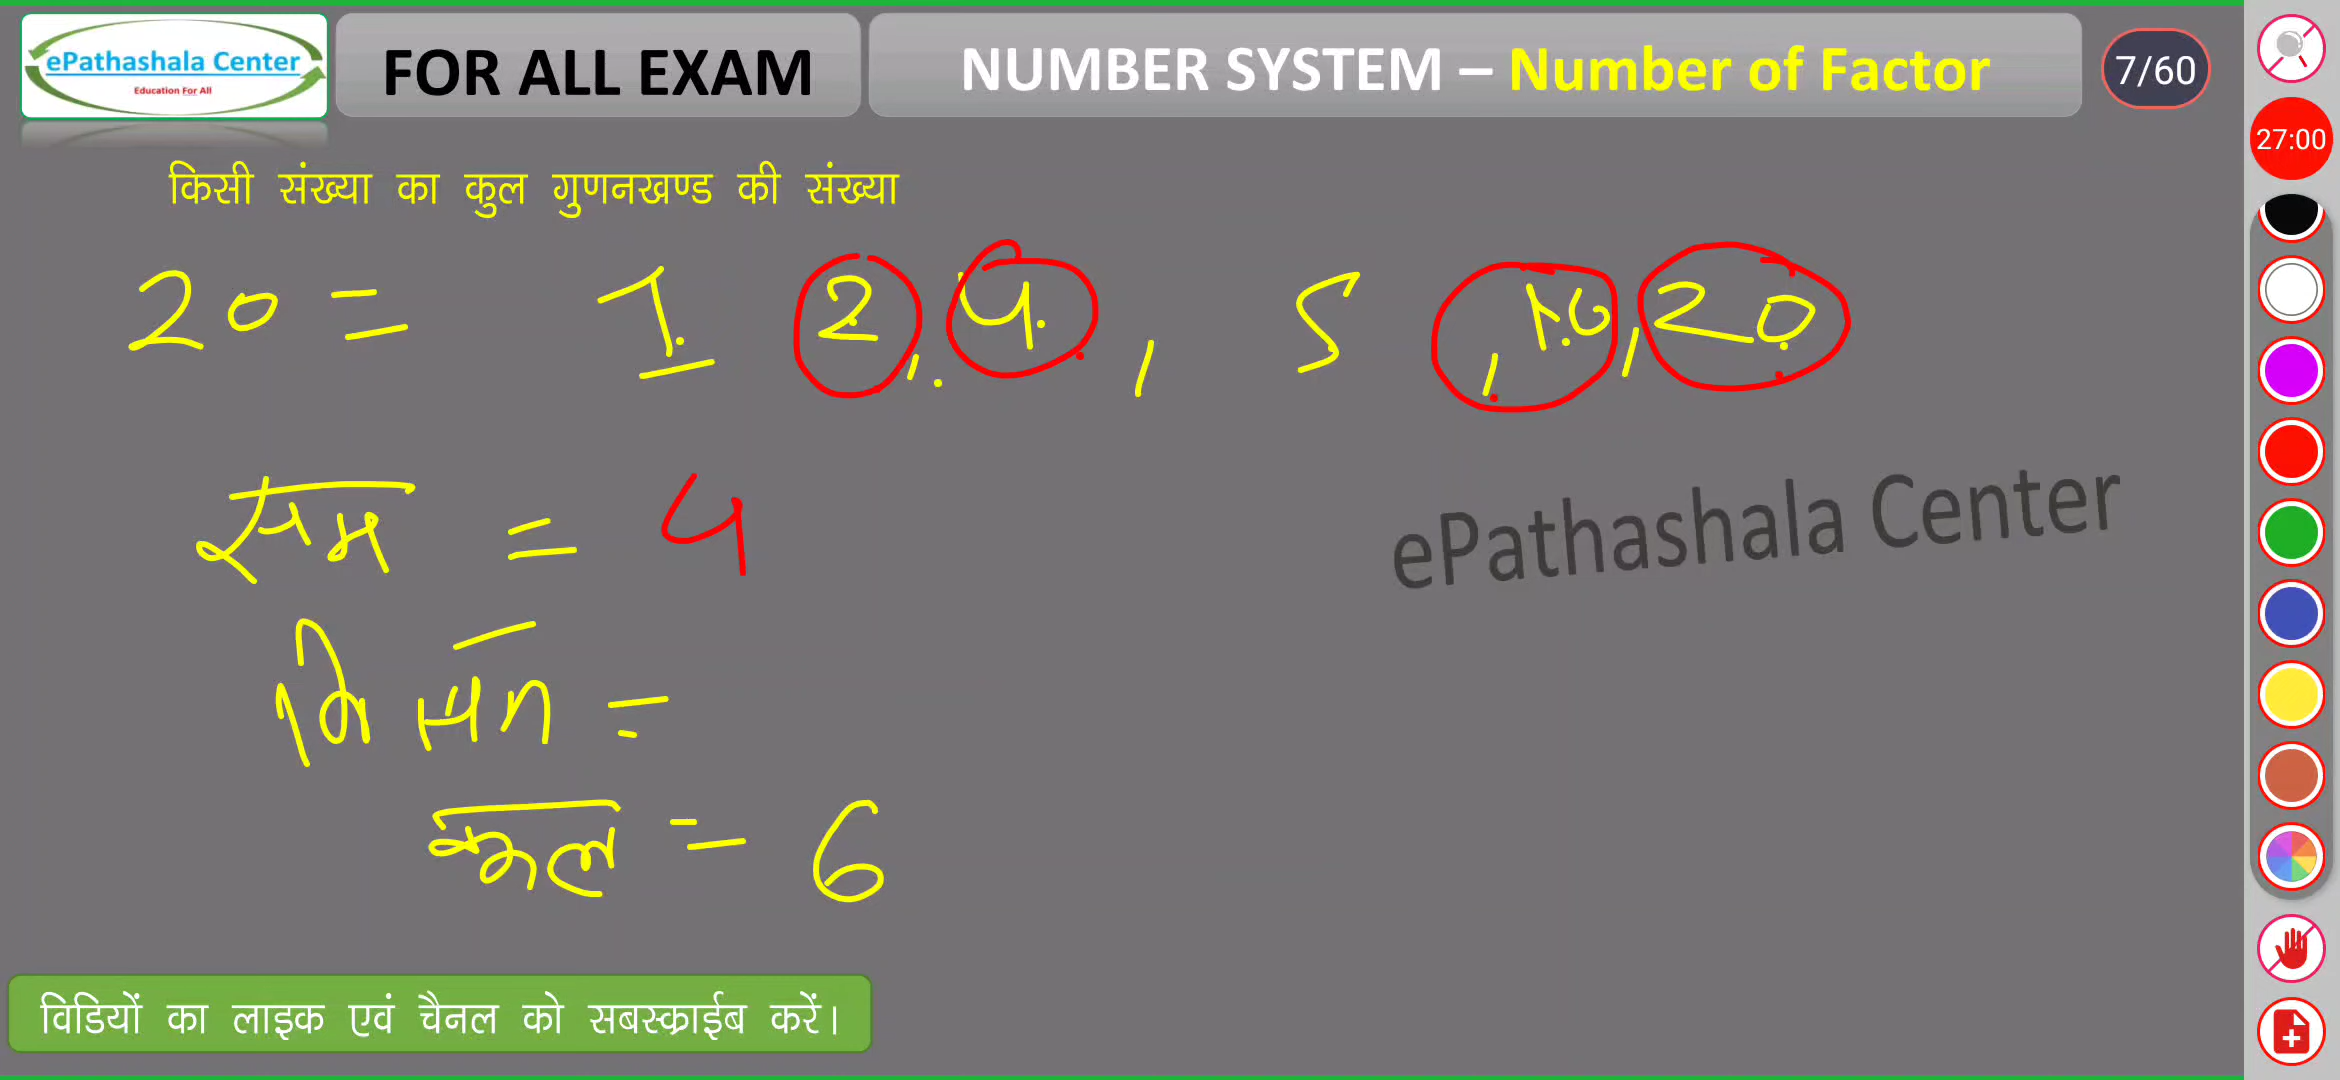 ePathashala Center
Education For All
FOR ALL EXAM
NUMBER SYSTEM – Number of Factor
7/60
27:00
किसी संख्या का कुल गुणनखण्ड की संख्या
20 = 1 2, 4, 5, 10, 20
सम = 4
ePathashala Center
=
कुल = 6
विडियों का लाइक एवं चैनल को सबस्क्राईब करें।